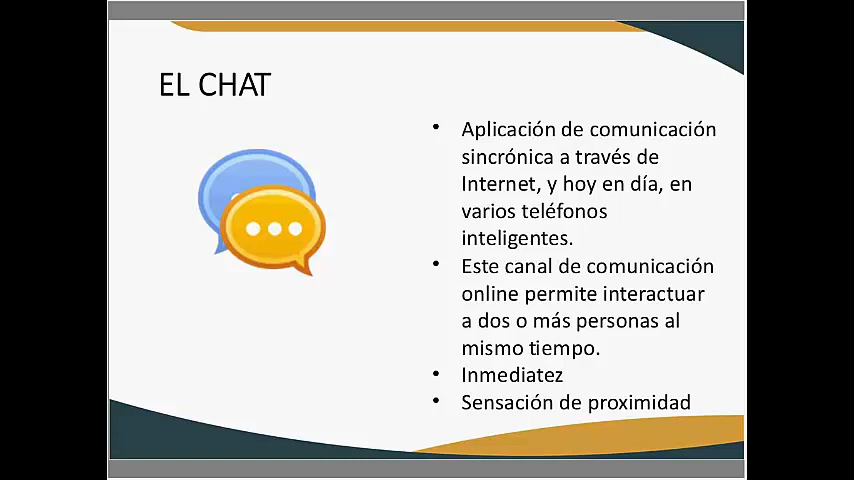 EL CHAT
• Aplicación de comunicación
sincrónica a través de
Internet, y hoy en día, en
varios teléfonos
inteligentes.
• Este canal de comunicación
online permite interactuar
a dos o más personas al
mismo tiempo.
• Inmediatez
• Sensación de proximidad